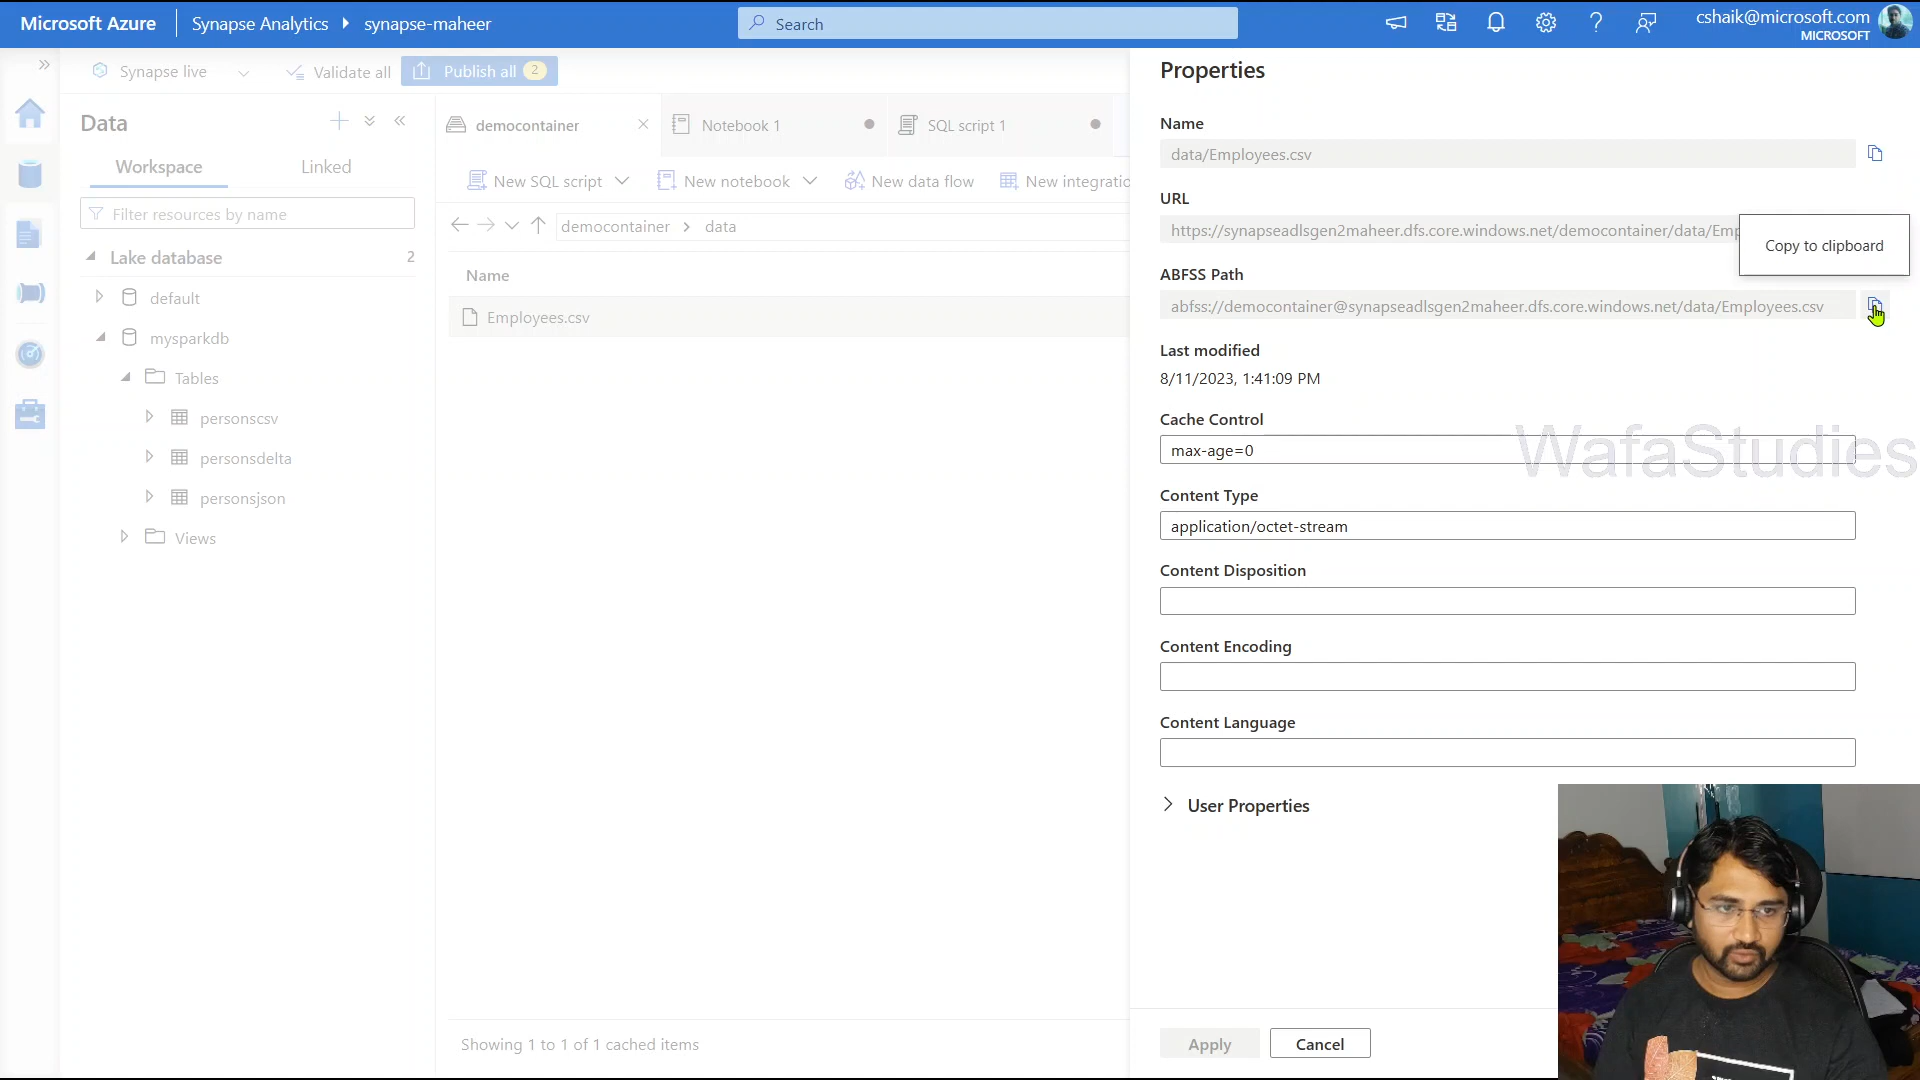 Microsoft Azure
Synapse Analytics
synapse-maheer
Search
cshaik@microsoft.com
MICROSOFT
Synapse live
Validate all
Publish all
2
Data
Workspace
Linked
Filter resources by name
Lake database
2
default
mysparkdb
Tables
personscsv
personsdelta
personsjson
Views
democontainer
Notebook 1
SQL script 1
New SQL script
New notebook
New data flow
New integratio
democontainer
data
Name
Employees.csv
Showing 1 to 1 of 1 cached items
Properties
Name
data/Employees.csv
URL
https://synapseadlsgen2maheer.dfs.core.windows.net/democontainer/data/Emp
Copy to clipboard
ABFSS Path
abfss://democontainer@synapseadlsgen2maheer.dfs.core.windows.net/data/Employees.csv
Last modified
8/11/2023, 1:41:09 PM
Cache Control
max-age=0
WafaStudies
Content Type
application/octet-stream
Content Disposition
Content Encoding
Content Language
User Properties
Apply
Cancel